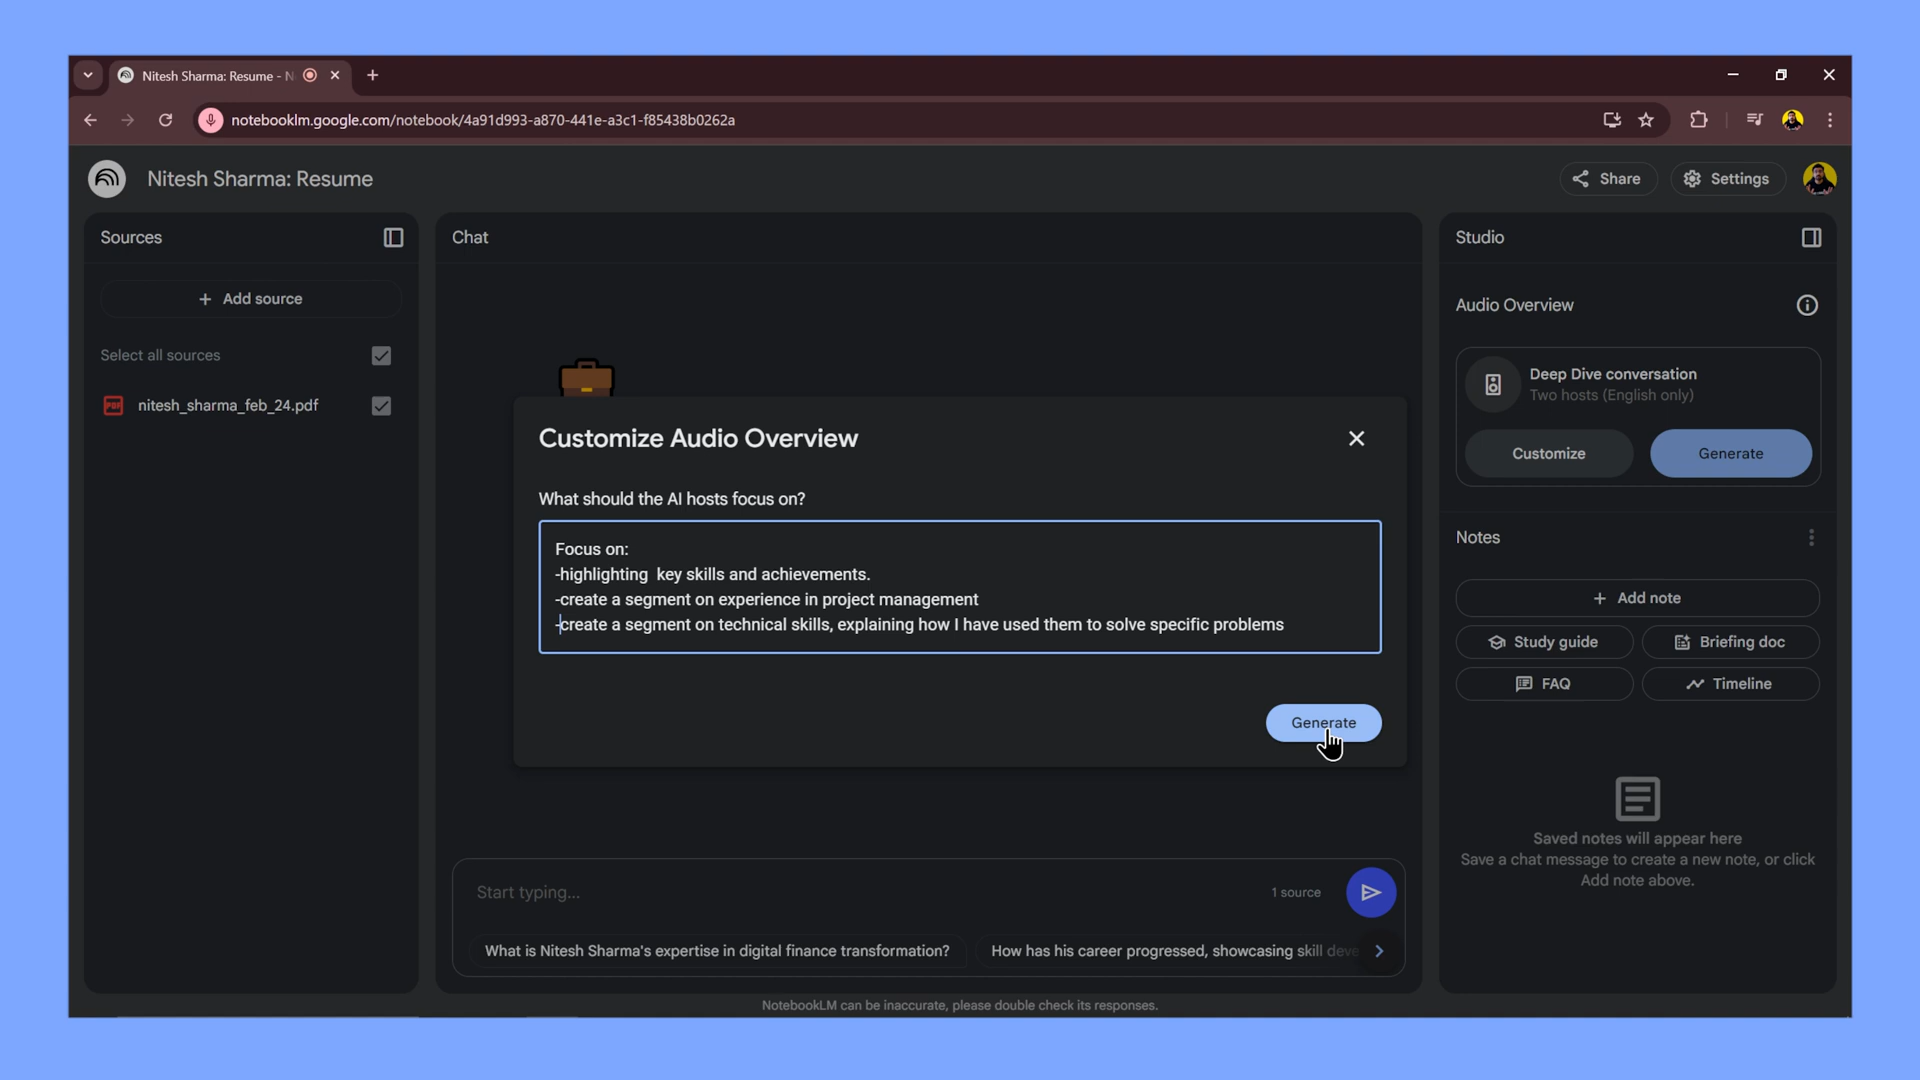 Nitesh Sharma: Resume - N
notebooklm.google.com/notebook/4a91d993-a870-441e-a3c1-f85438b0262a
Nitesh Sharma: Resume
Share
Settings
Sources
Chat
Studio
Add source
Select all sources
PDF
nitesh_sharma_feb_24.pdf
Audio Overview
Deep Dive conversation
Two hosts (English only)
Customize
Generate
Customize Audio Overview
What should the AI hosts focus on?
Focus on:
-highlighting  key skills and achievements.
-create a segment on experience in project management
-create a segment on technical skills, explaining how I have used them to solve specific problems
Generate
Notes
Add note
Study guide
Briefing doc
FAQ
Timeline
Saved notes will appear here
Save a chat message to create a new note, or click
Add note above.
Start typing...
1 source
What is Nitesh Sharma's expertise in digital finance transformation?
How has his career progressed, showcasing skill deve
NotebookLM can be inaccurate, please double check its responses.